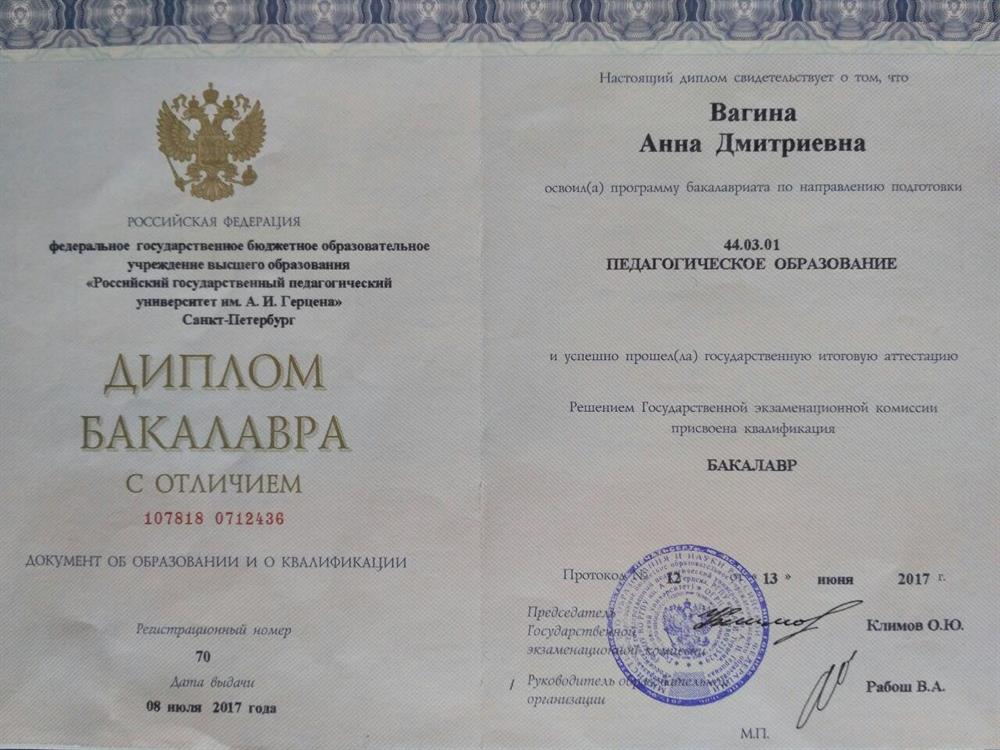 РОССИЙСКАЯ ФЕДЕРАЦИЯ
федеральное государственное бюджетное образовательное
учреждение высшего образования
«Российский государственный педагогический
университет им. А. И. Герцена»
Санкт-Петербург
ДИПЛОМ
БАКАЛАВРА
С ОТЛИЧИЕМ
107818 0712436
ДОКУМЕНТ ОБ ОБРАЗОВАНИИ И О КВАЛИФИКАЦИИ
Регистрационный номер
70
Дата выдачи
08 июля 2017 года
Настоящий диплом свидетельствует о том, что
Вагина
Анна Дмитриевна
освоил(а) программу бакалавриата по направлению подготовки
44.03.01
ПЕДАГОГИЧЕСКОЕ ОБРАЗОВАНИЕ
и успешно прошел(ла) государственную итоговую аттестацию
Решением Государственной экзаменационной комиссии
присвоена квалификация
БАКАЛАВР
Протокол № 12 от « 13 » июня 2017 г.
Председатель
Государственной
экзаменационной комиссии
Климов О.Ю.
Руководитель образовательной
организации
Рабош В.А.
М.П.